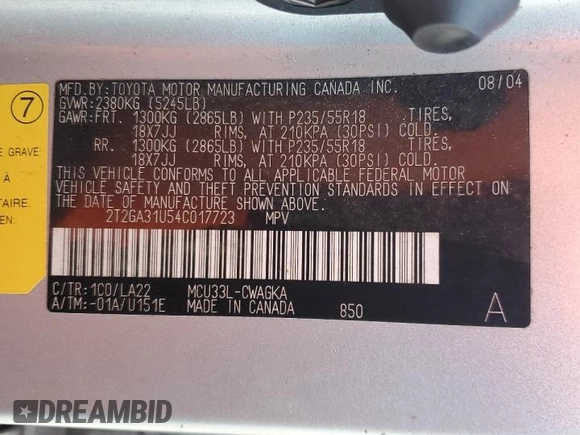 MFD.BY:TOYOTA MOTOR MANUFACTURING CANADA INC. 08/04
GVWR:2380KG (5245LB)
GAWR:FRT. 1300KG (2865LB) WITH P235/55R18 TIRES,
18X7JJ RIMS, AT 210KPA (30PSI) COLD.
RR. 1300KG (2865LB) WITH P235/55R18 TIRES,
18X7JJ RIMS, AT 210KPA (30PSI) COLD.
THIS VEHICLE CONFORMS TO ALL APPLICABLE FEDERAL MOTOR
VEHICLE SAFETY AND THEFT PREVENTION STANDARDS IN EFFECT ON
THE DATE OF MANUFACTURE SHOWN ABOVE.
2T2GA31U54C017723 MPV
C/TR:1C0/LA22 MCU33L-CWAGKA
A/TM:-01A/U151E MADE IN CANADA 850 A
7
E GRAVE:
À
TAIRE.
EN:
DREAMBID